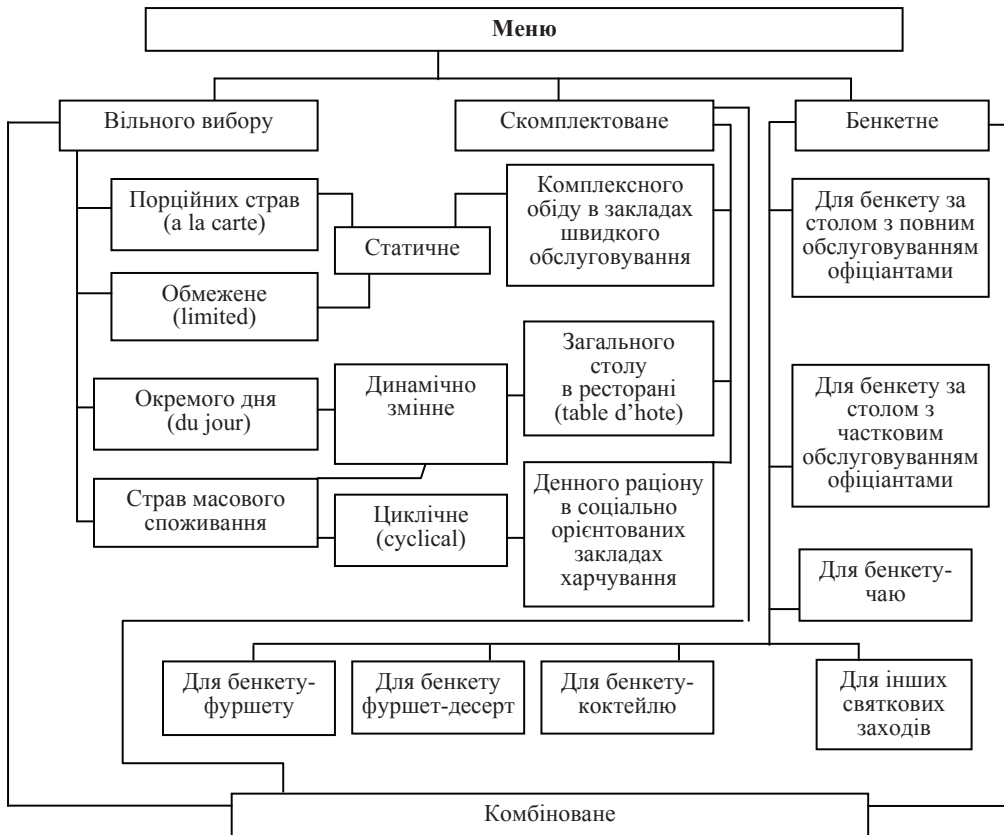 Меню
Вільного вибору
Скомплектоване
Бенкетне
Порційних страв
(a la carte)
Статичне
Комплексного
обіду в закладах
швидкого
обслуговування
Для бенкету за
столом з повним
обслуговуванням
офіціантами
Обмежене
(limited)
Окремого дня
(du jour)
Динамічно
змінне
Загального
столу
в ресторані
(table d’hote)
Для бенкету за
столом з
частковим
обслуговуванням
офіціантами
Страв масового
споживання
Циклічне
(cyclical)
Денного раціону
в соціально
орієнтованих
закладах
харчування
Для бенкету-
чаю
Для бенкету-
фуршету
Для бенкету
фуршет-десерт
Для бенкету-
коктейлю
Для інших
святкових
заходів
Комбіноване